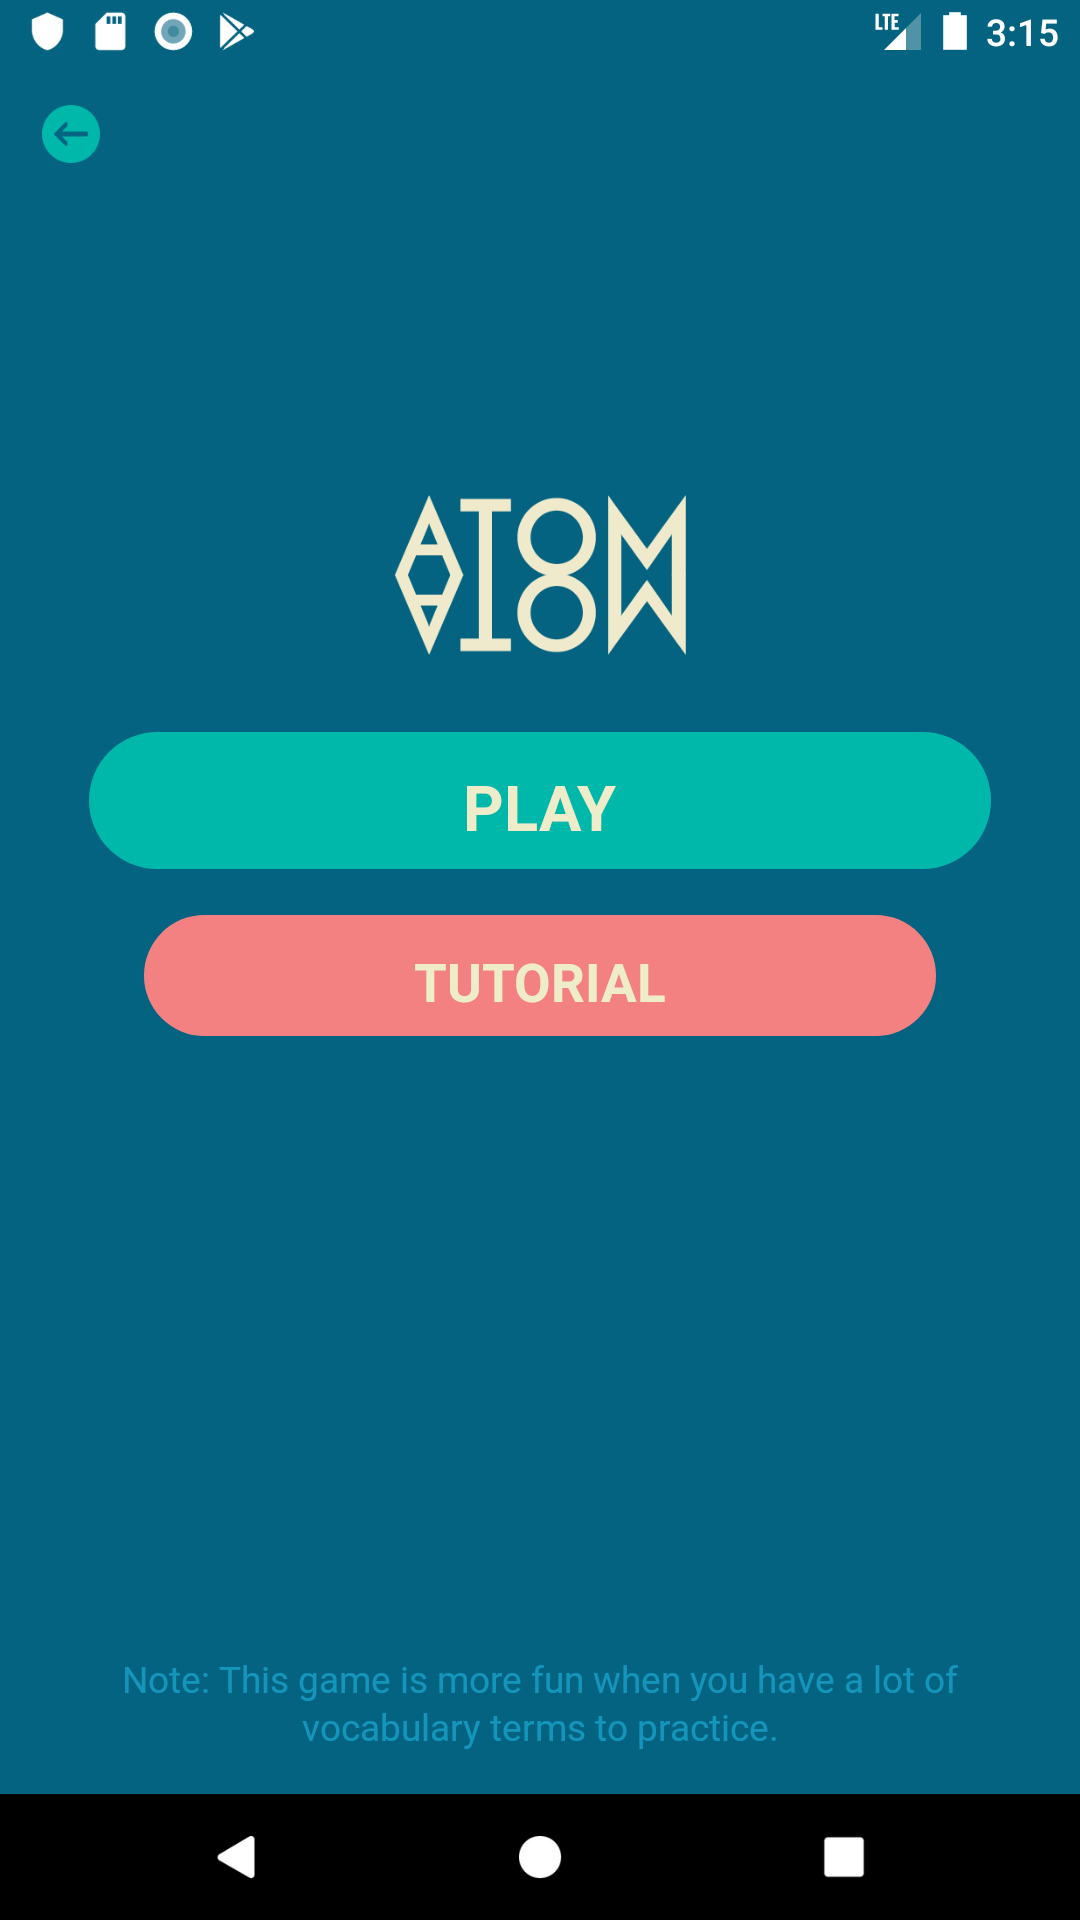 LTE 3:15
ATOM
PLAY
TUTORIAL
Note: This game is more fun when you have a lot of
vocabulary terms to practice.